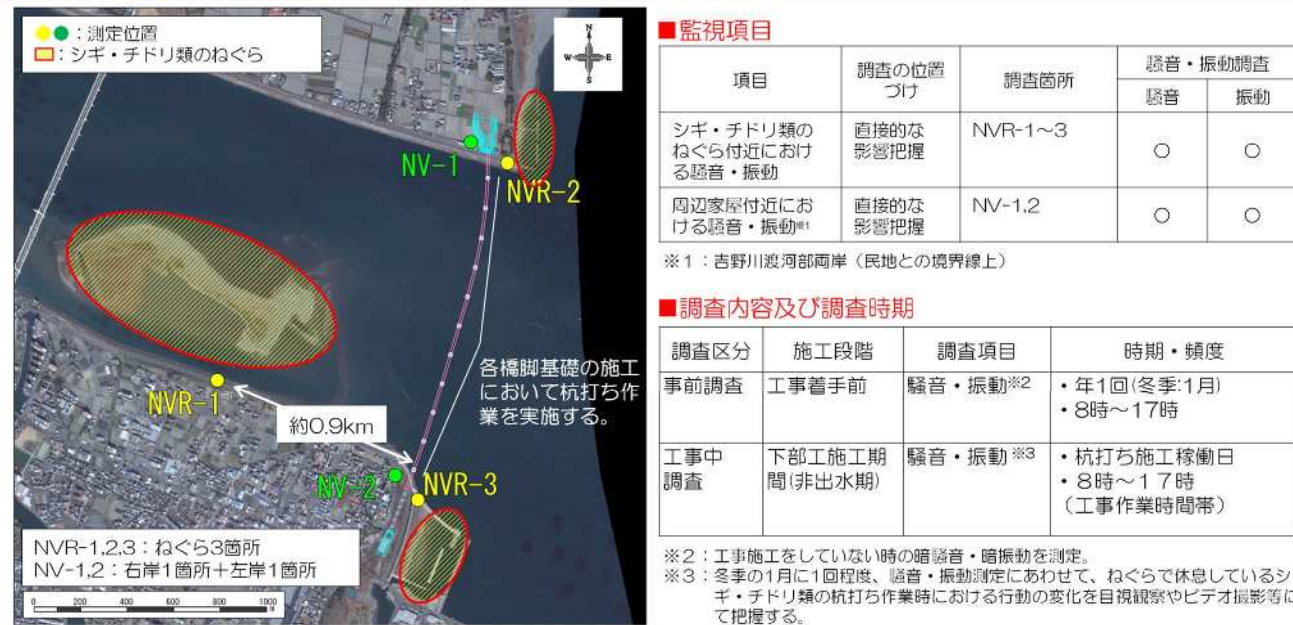 ●●：測定位置
□：シギ・チドリ類のねぐら
N
W E
S
NV-1
NVR-2
各橋脚基礎の施工
において杭打ち作
業を実施する。
NVR-1
約0.9km
NV-2
NVR-3
NVR-1,2,3：ねぐら3箇所
NV-1,2：右岸1箇所＋左岸1箇所
0 200 400 600 800 1000
■監視項目
項目 調査の位置づけ 調査箇所 騒音・振動調査
騒音 振動
シギ・チドリ類の 直接的な NVR-1～3
ねぐら付近におけ 影響把握 ○ ○
る騒音・振動
周辺家屋付近にお 直接的な NV-1,2 ○ ○
ける騒音・振動※1 影響把握
※1：吉野川渡河部両岸（民地との境界線上）
■調査内容及び調査時期
調査区分 施工段階 調査項目 時期・頻度
事前調査 工事着手前 騒音・振動※2 ・年1回(冬季:1月)
・8時～17時
工事中 下部工施工期 騒音・振動※3 ・杭打ち施工稼働日
調査 間(非出水期) ・8時～17時
（工事作業時間帯）
※2：工事施工をしていない時の暗騒音・暗振動を測定。
※3：冬季の1月に1回程度、騒音・振動測定にあわせて、ねぐらで休息しているシ
ギ・チドリ類の杭打ち作業時における行動の変化を目視観察やビデオ撮影等に
て把握する。